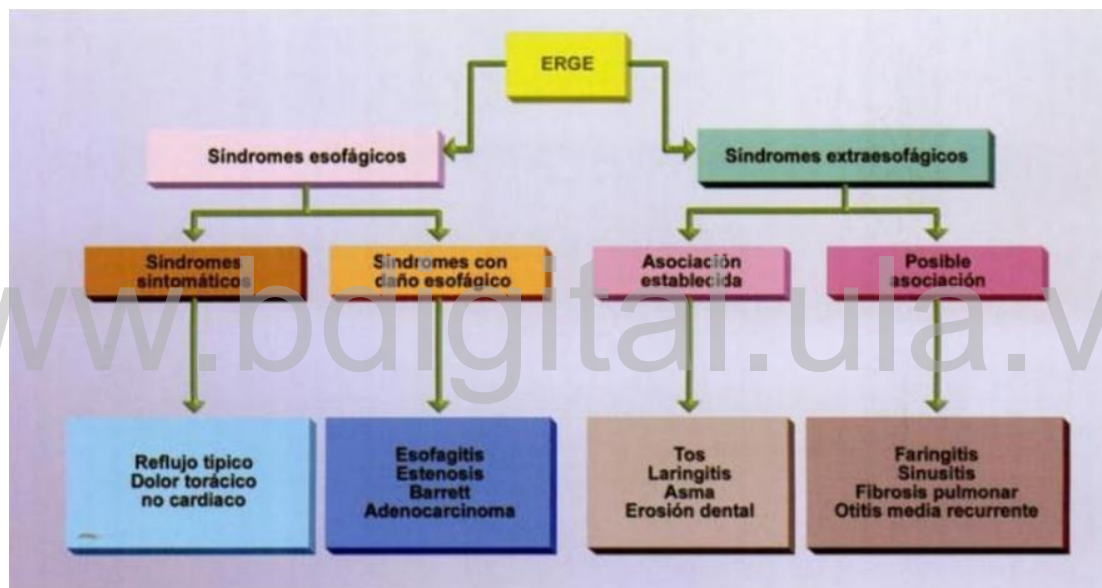 ERGE
Síndromes esofágicos
Síndromes extraesofágicos
Síndromes
sintomáticos
Síndromes con
daño esofágico
Asociación
establecida
Posible
asociación
Reflujo típico
Dolor torácico
no cardiaco
Esofagitis
Estenosis
Barrett
Adenocarcinoma
Tos
Laringitis
Asma
Erosión dental
Faringitis
Sinusitis
Fibrosis pulmonar
Otitis media recurrente
www.bdigital.ula.v